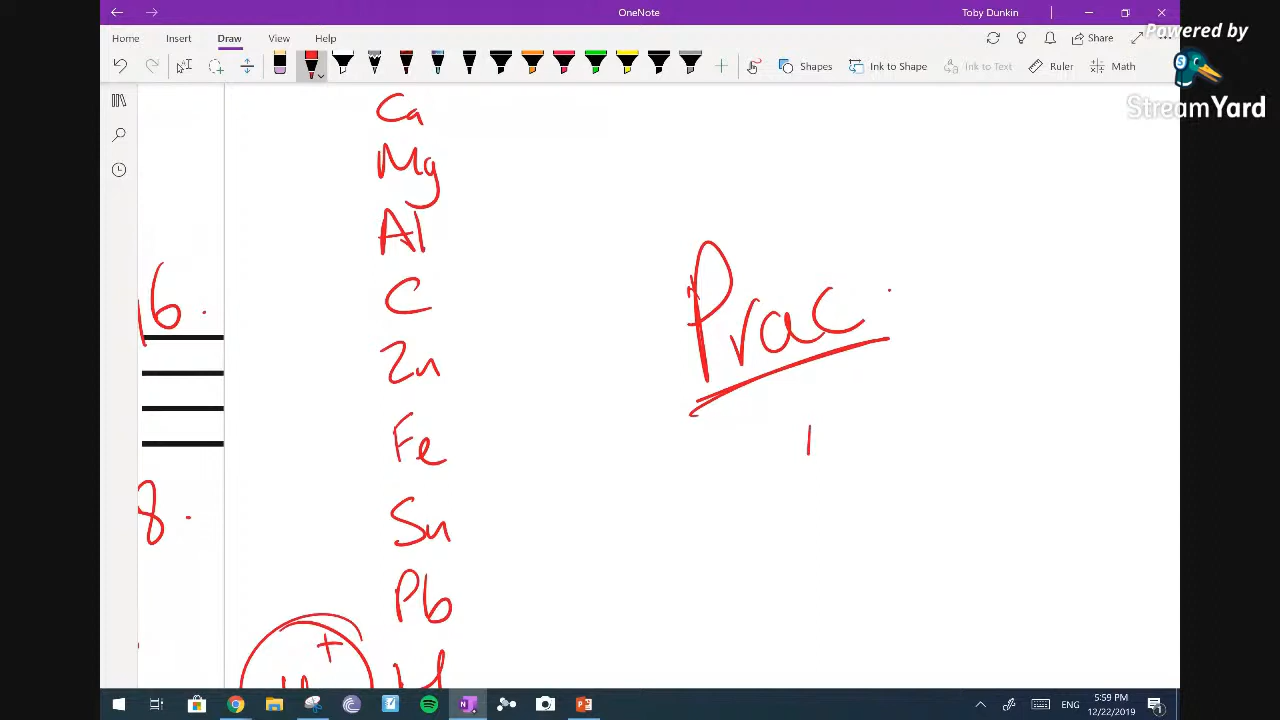 OneNote
Toby Dunkin
Powered by
StreamYard
Home Insert Draw View Help
Share
Shapes Ink to Shape Ink to Text Ruler Math
Ca
Mg
Al
C
Zn
Fe
Sn
Pb
H
+
16.
8.
Prac
5:59 PM
12/22/2019